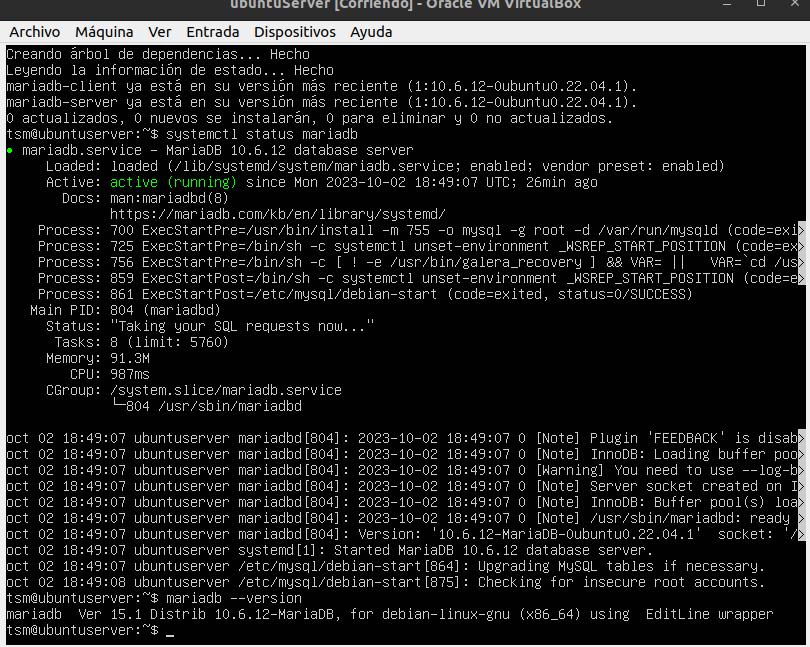 ubuntuServer [Corriendo] - Oracle VM VirtualBox
Archivo Máquina Ver Entrada Dispositivos Ayuda
Creando árbol de dependencias... Hecho
Leyendo la información de estado... Hecho
mariadb-client ya está en su versión más reciente (1:10.6.12-0ubuntu0.22.04.1).
mariadb-server ya está en su versión más reciente (1:10.6.12-0ubuntu0.22.04.1).
0 actualizados, 0 nuevos se instalarán, 0 para eliminar y 0 no actualizados.
tsm@ubuntuserver:~$ systemctl status mariadb
● mariadb.service - MariaDB 10.6.12 database server
Loaded: loaded (/lib/systemd/system/mariadb.service; enabled; vendor preset: enabled)
Active: active (running) since Mon 2023-10-02 18:49:07 UTC; 26min ago
Docs: man:mariadbd(8)
https://mariadb.com/kb/en/library/systemd/
Process: 700 ExecStartPre=/usr/bin/install -m 755 -o mysql -g root -d /var/run/mysqld (code=exi>
Process: 725 ExecStartPre=/bin/sh -c systemctl unset-environment _WSREP_START_POSITION (code=ex>
Process: 756 ExecStartPre=/bin/sh -c [ ! -e /usr/bin/galera_recovery ] && VAR= || VAR=`cd /us>
Process: 859 ExecStartPost=/bin/sh -c systemctl unset-environment _WSREP_START_POSITION (code=e>
Process: 861 ExecStartPost=/etc/mysql/debian-start (code=exited, status=0/SUCCESS)
Main PID: 804 (mariadbd)
Status: "Taking your SQL requests now..."
Tasks: 8 (limit: 5760)
Memory: 91.3M
CPU: 987ms
CGroup: /system.slice/mariadb.service
└─804 /usr/sbin/mariadbd
oct 02 18:49:07 ubuntuserver mariadbd[804]: 2023-10-02 18:49:07 0 [Note] Plugin 'FEEDBACK' is disab>
oct 02 18:49:07 ubuntuserver mariadbd[804]: 2023-10-02 18:49:07 0 [Note] InnoDB: Loading buffer poo>
oct 02 18:49:07 ubuntuserver mariadbd[804]: 2023-10-02 18:49:07 0 [Warning] You need to use --log-b>
oct 02 18:49:07 ubuntuserver mariadbd[804]: 2023-10-02 18:49:07 0 [Note] Server socket created on I>
oct 02 18:49:07 ubuntuserver mariadbd[804]: 2023-10-02 18:49:07 0 [Note] InnoDB: Buffer pool(s) loa>
oct 02 18:49:07 ubuntuserver mariadbd[804]: 2023-10-02 18:49:07 0 [Note] /usr/sbin/mariadbd: ready >
oct 02 18:49:07 ubuntuserver mariadbd[804]: Version: '10.6.12-MariaDB-0ubuntu0.22.04.1' socket: '/>
oct 02 18:49:07 ubuntuserver systemd[1]: Started MariaDB 10.6.12 database server.
oct 02 18:49:07 ubuntuserver /etc/mysql/debian-start[864]: Upgrading MySQL tables if necessary.
oct 02 18:49:08 ubuntuserver /etc/mysql/debian-start[875]: Checking for insecure root accounts.
tsm@ubuntuserver:~$ mariadb --version
mariadb Ver 15.1 Distrib 10.6.12-MariaDB, for debian-linux-gnu (x86_64) using EditLine wrapper
tsm@ubuntuserver:~$ _